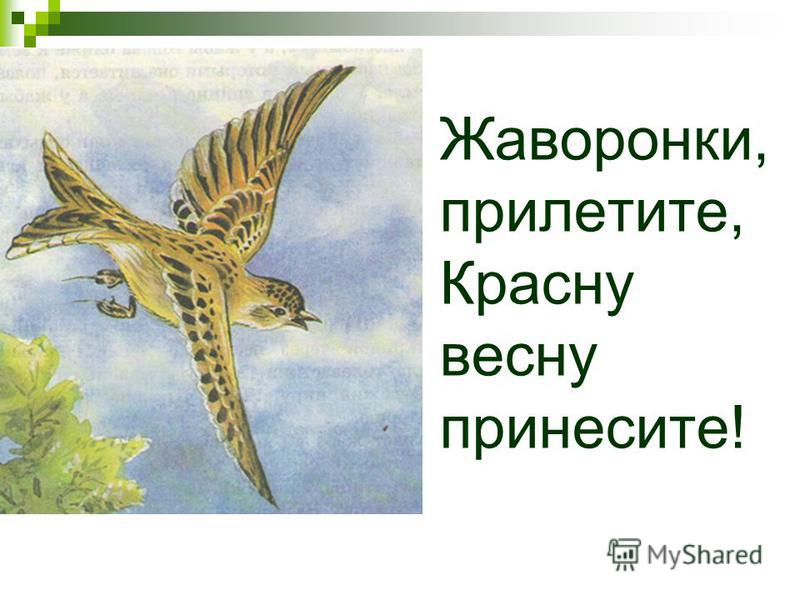 Жаворонки,
прилетите,
Красну
весну
принесите!
MyShared